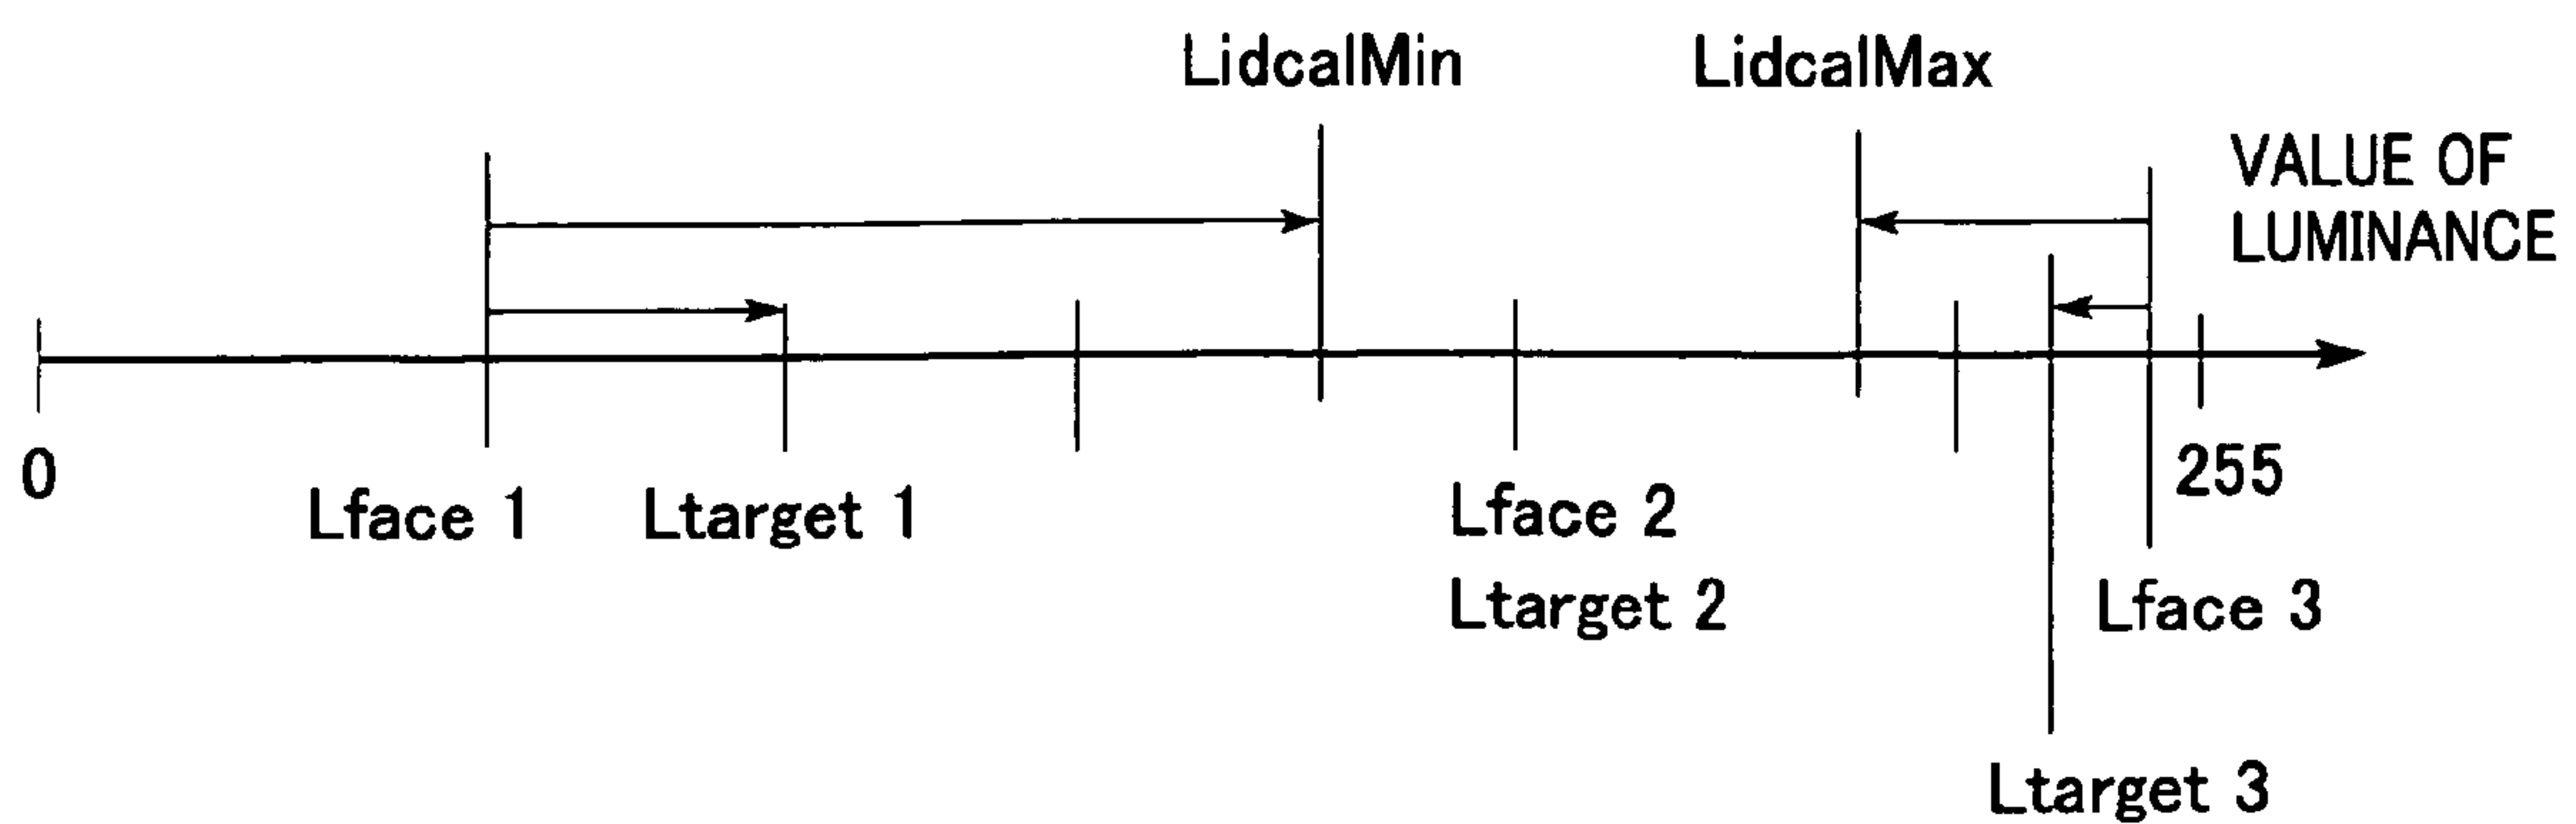 LidcalMin
LidcalMax
VALUE OF
LUMINANCE
0
Lface 1
Ltarget 1
Lface 2
Ltarget 2
255
Lface 3
Ltarget 3